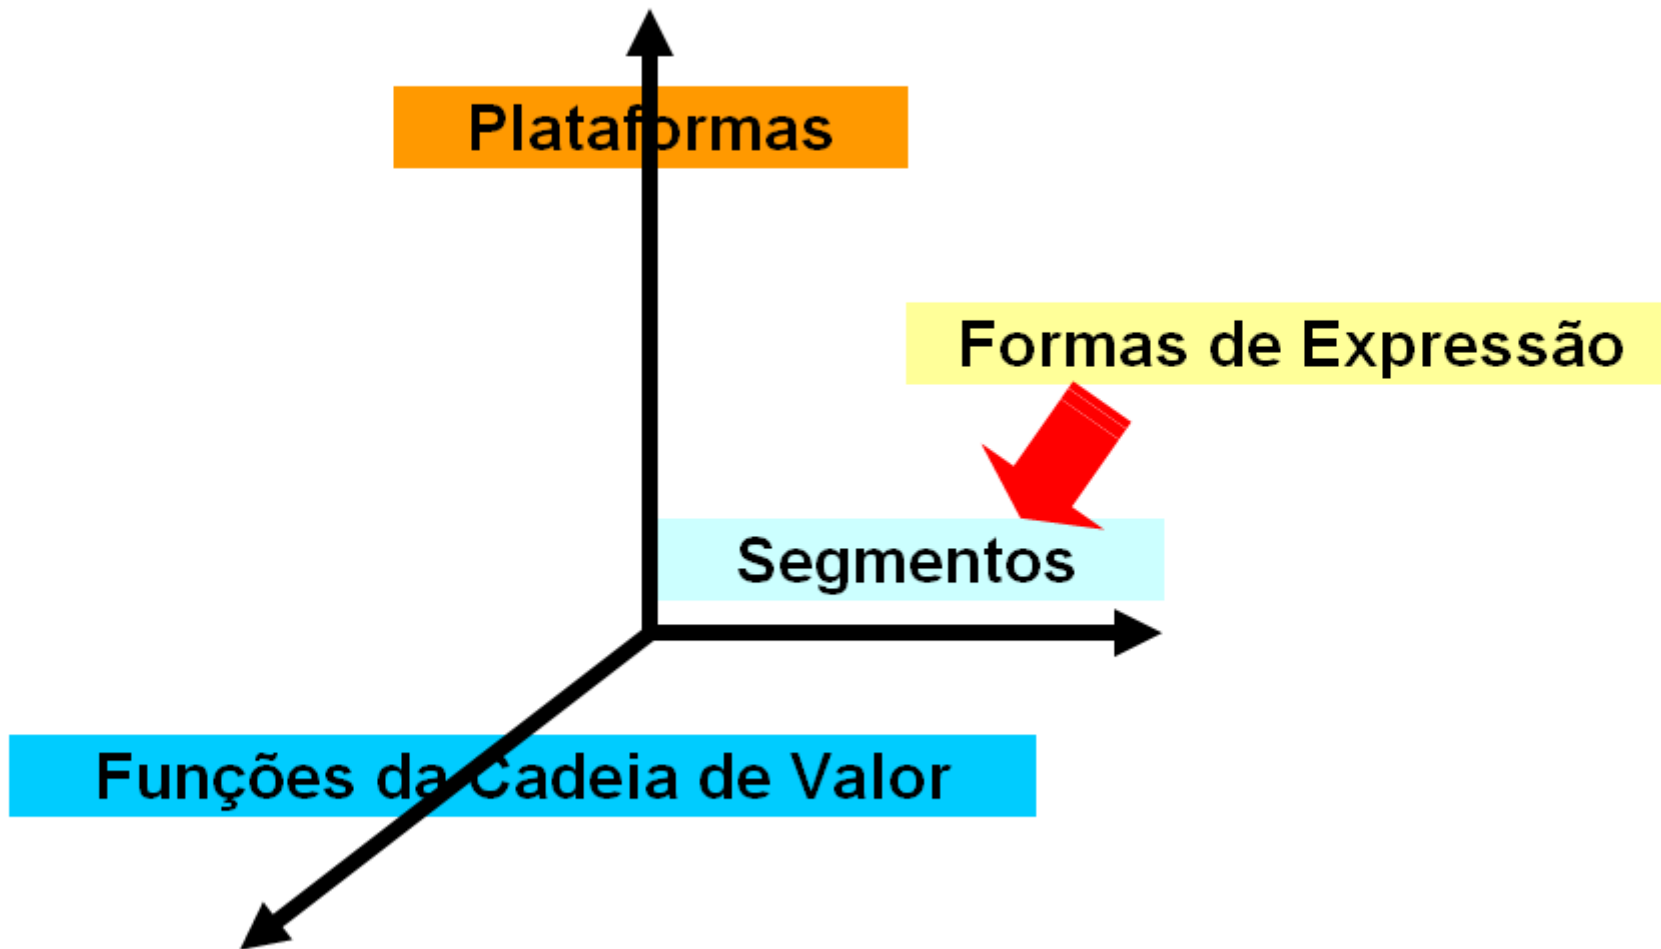 Plataformas
Formas de Expressão
Segmentos
Funções da Cadeia de Valor